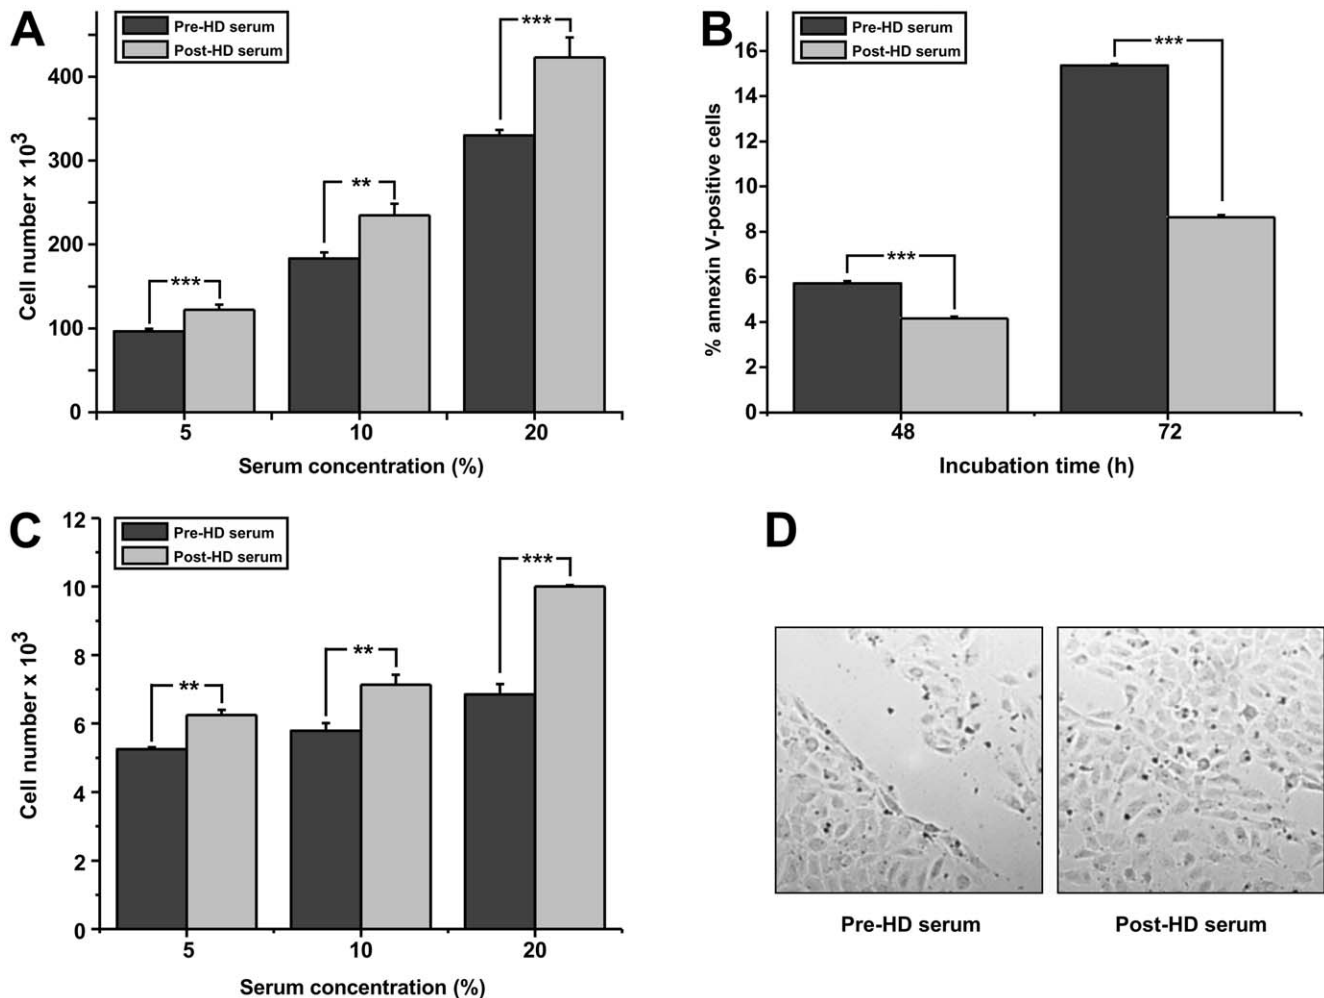 A
Pre-HD serum
Post-HD serum
Cell number x 10³
400
300
200
100
0
***
**
***
5 10 20
Serum concentration (%)
B
Pre-HD serum
Post-HD serum
% annexin V-positive cells
16
14
12
10
8
6
4
2
0
***
***
48 72
Incubation time (h)
C
Pre-HD serum
Post-HD serum
Cell number x 10³
12
10
8
6
4
2
0
**
**
***
5 10 20
Serum concentration (%)
D
Pre-HD serum Post-HD serum